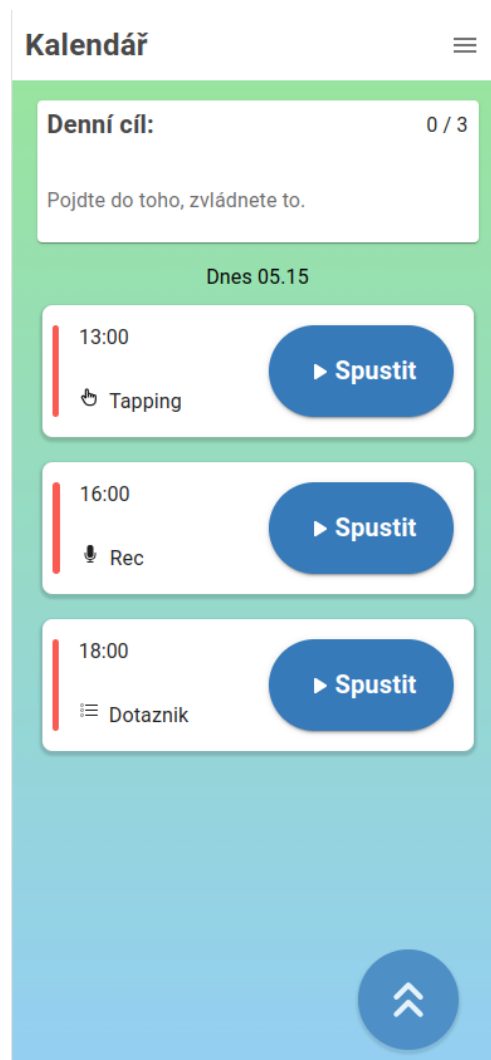 Kalendář
Denní cíl: 0 / 3
Pojdte do toho, zvládnete to.
Dnes 05.15
13:00
Tapping
Spustit
16:00
Rec
Spustit
18:00
Dotaznik
Spustit